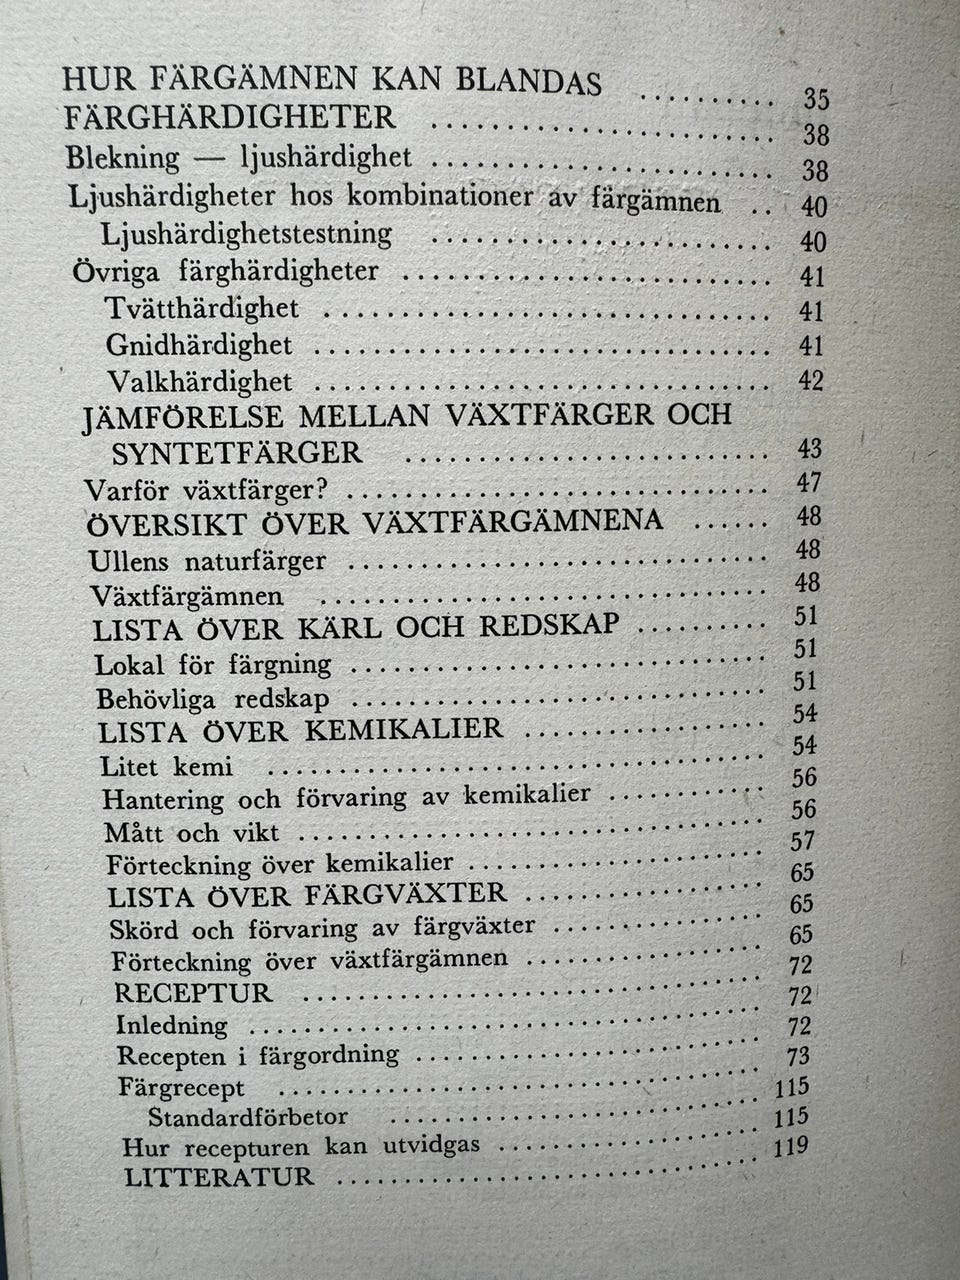 HUR FÄRGÄMNEN KAN BLANDAS .......... 35
FÄRGHÄRDIGHETER ........................ 38
Blekning — ljushärdighet ........................ 38
Ljushärdigheter hos kombinationer av färgämnen .. 40
Ljushärdighetstestning ........................ 40
Övriga färghärdigheter .......................... 41
Tvätthärdighet .............................. 41
Gnidhärdighet .............................. 41
Valkhärdighet .............................. 42
JÄMFÖRELSE MELLAN VÄXTFÄRGER OCH
SYNTETFÄRGER .......................... 43
Varför växtfärger? .............................. 47
ÖVERSIKT ÖVER VÄXTFÄRGÄMNENA ...... 48
Ullens naturfärger .............................. 48
Växtfärgämnen ................................ 48
LISTA ÖVER KÄRL OCH REDSKAP .......... 51
Lokal för färgning .............................. 51
Behövliga redskap .............................. 51
LISTA ÖVER KEMIKALIER .................. 54
Litet kemi .................................... 54
Hantering och förvaring av kemikalier ............ 56
Mått och vikt .................................. 56
Förteckning över kemikalier ...................... 57
LISTA ÖVER FÄRGVÄXTER .................. 65
Skörd och förvaring av färgväxter ................ 65
Förteckning över växtfärgämnen .................. 65
RECEPTUR .................................. 72
Inledning ...................................... 72
Recepten i färgordning .......................... 72
Färgrecept .................................... 73
Standardförbetor ............................ 115
Hur recepturen kan utvidgas .................... 115
LITTERATUR ................................ 119